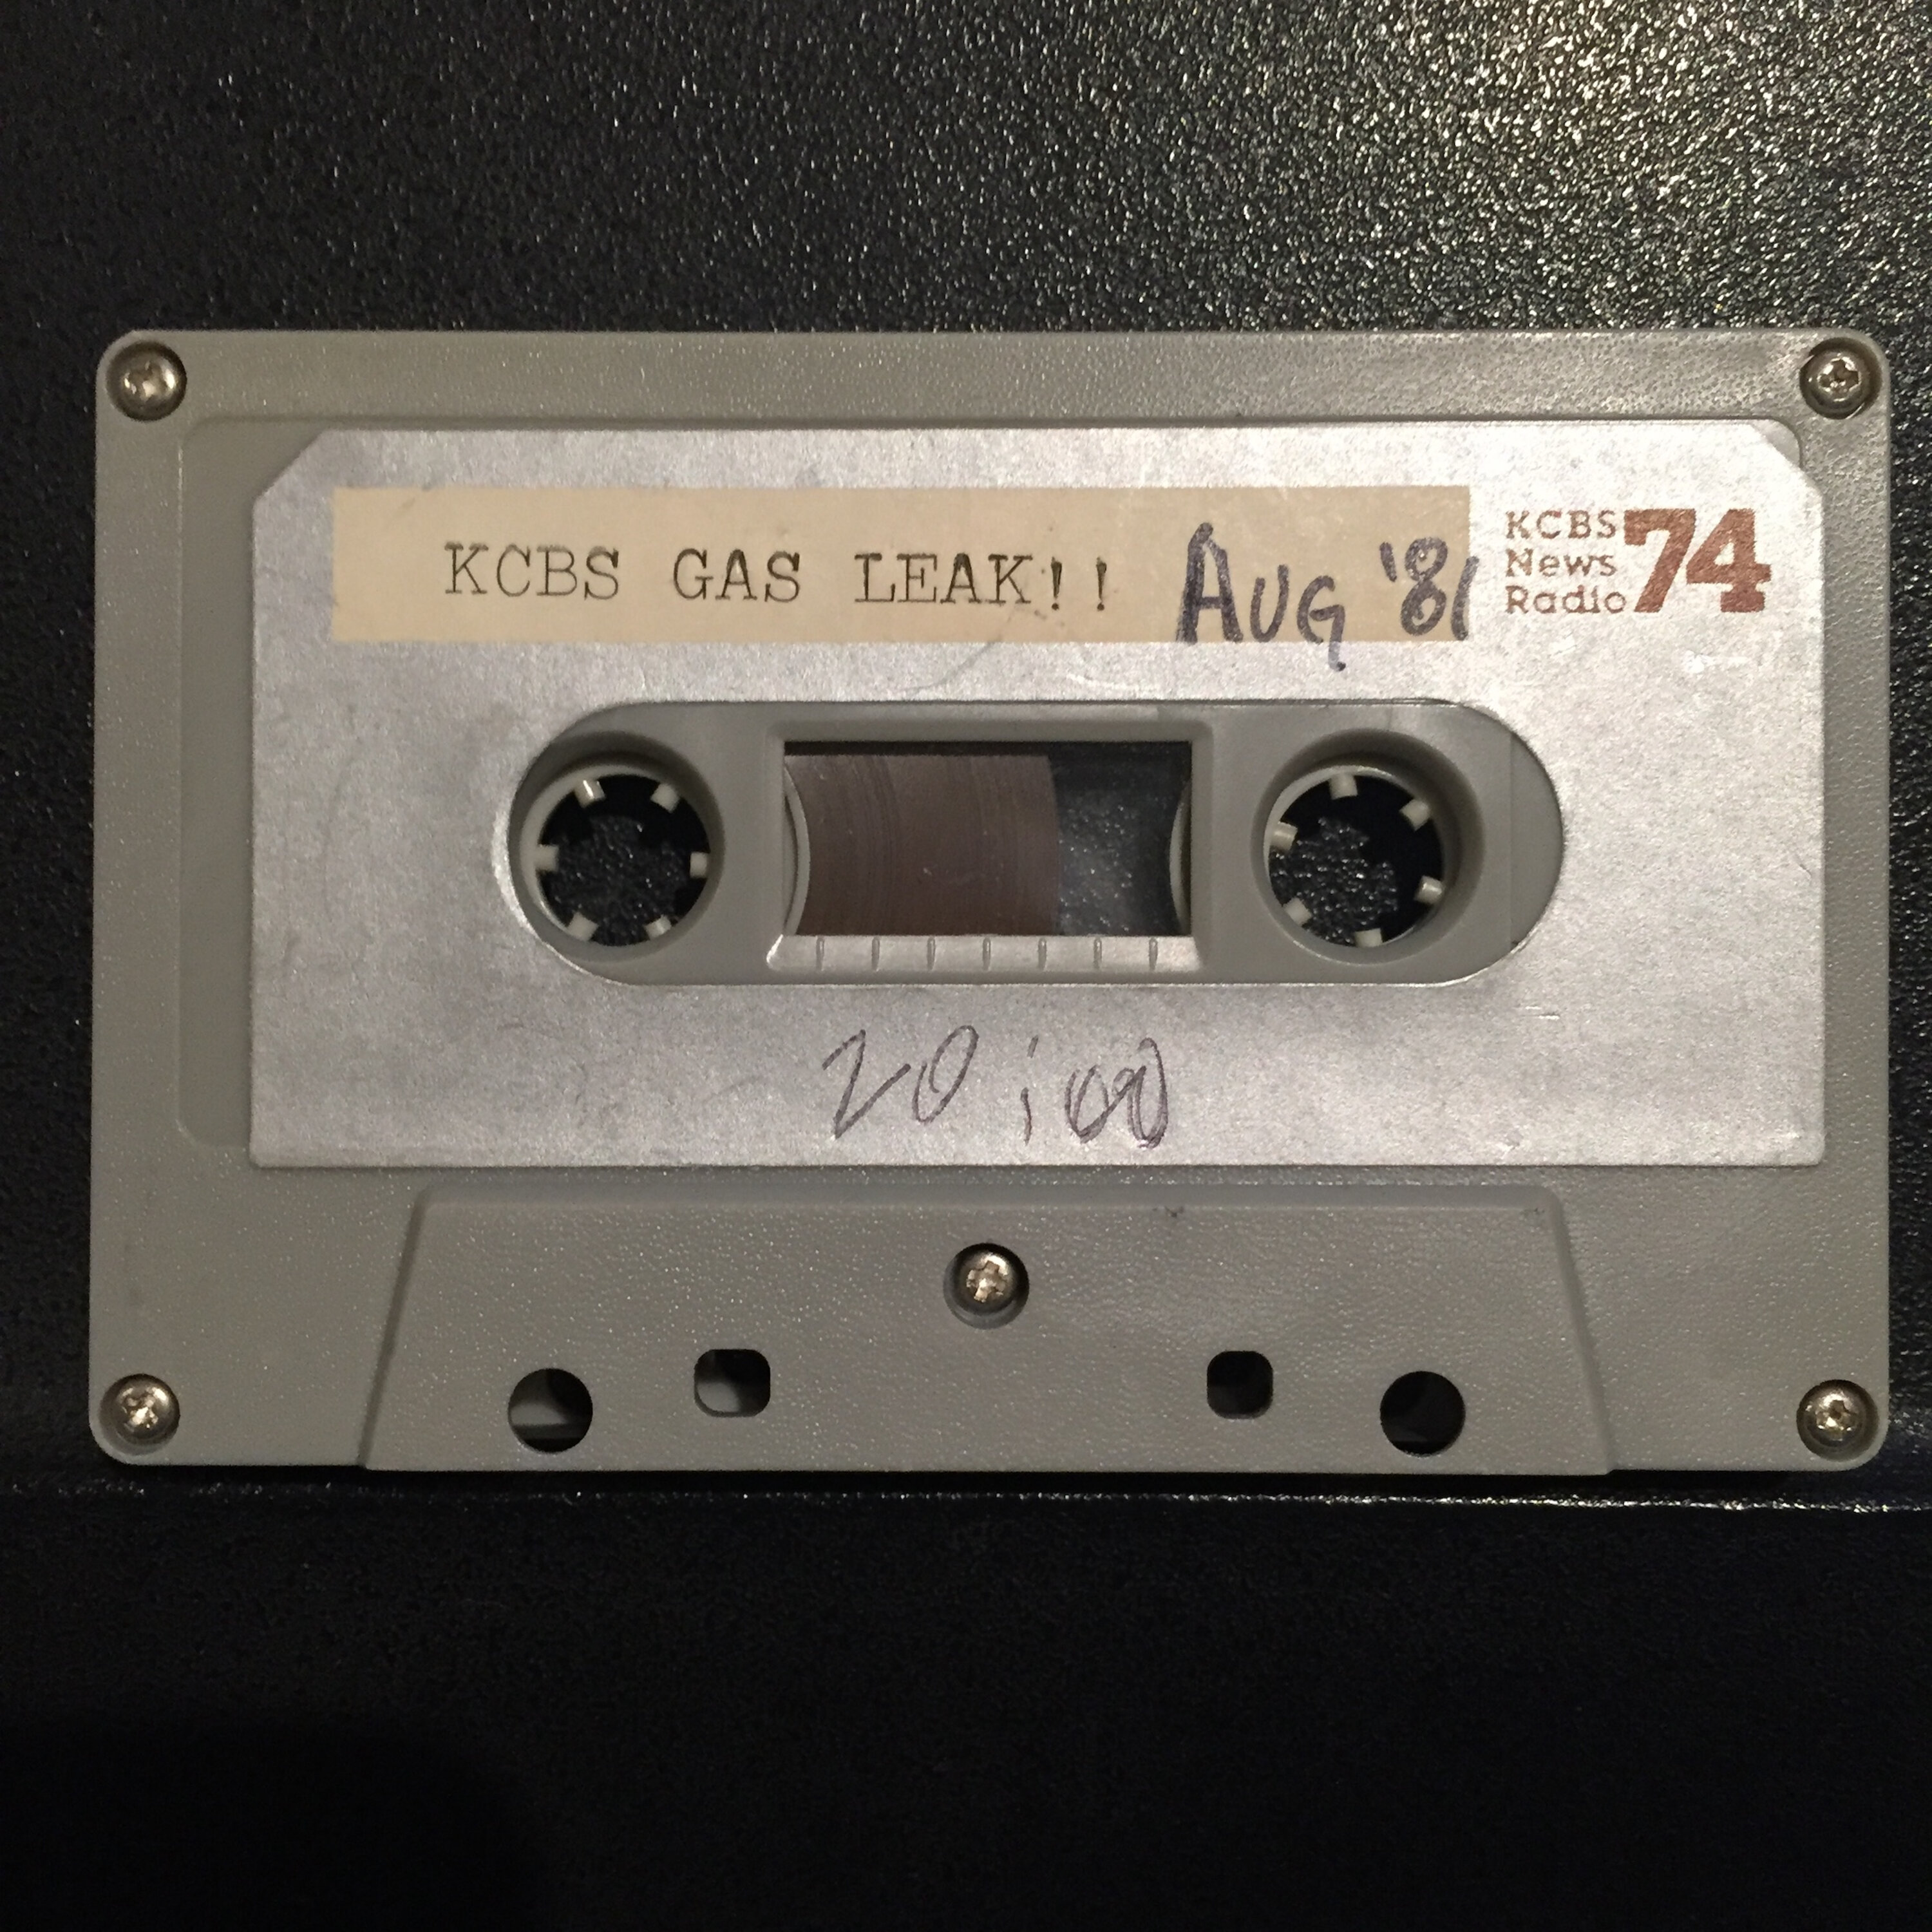 KCBS GAS LEAK!! AUG '81
KCBS
News
Radio
74
20:00